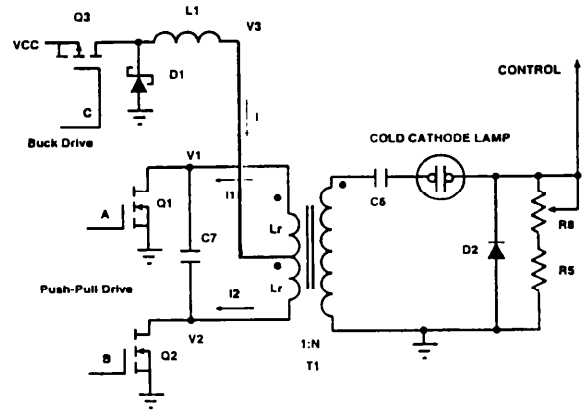 L1
Q3
V3
VCC
D1
CONTROL
C
I
Buck Drive
COLD CATHODE LAMP
V1
I1
A
Q1
C7
Lr
C6
R8
D2
Lr
R5
Push-Pull Drive
I2
V2
B
Q2
1:N
T1